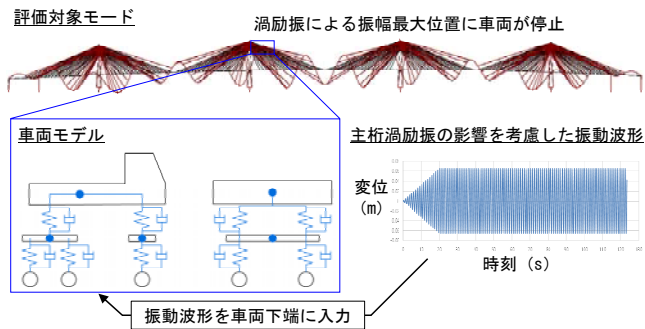 評価対象モード
渦励振による振幅最大位置に車両が停止
車両モデル
主桁渦励振の影響を考慮した振動波形
変位
(m)
時刻 (s)
振動波形を車両下端に入力